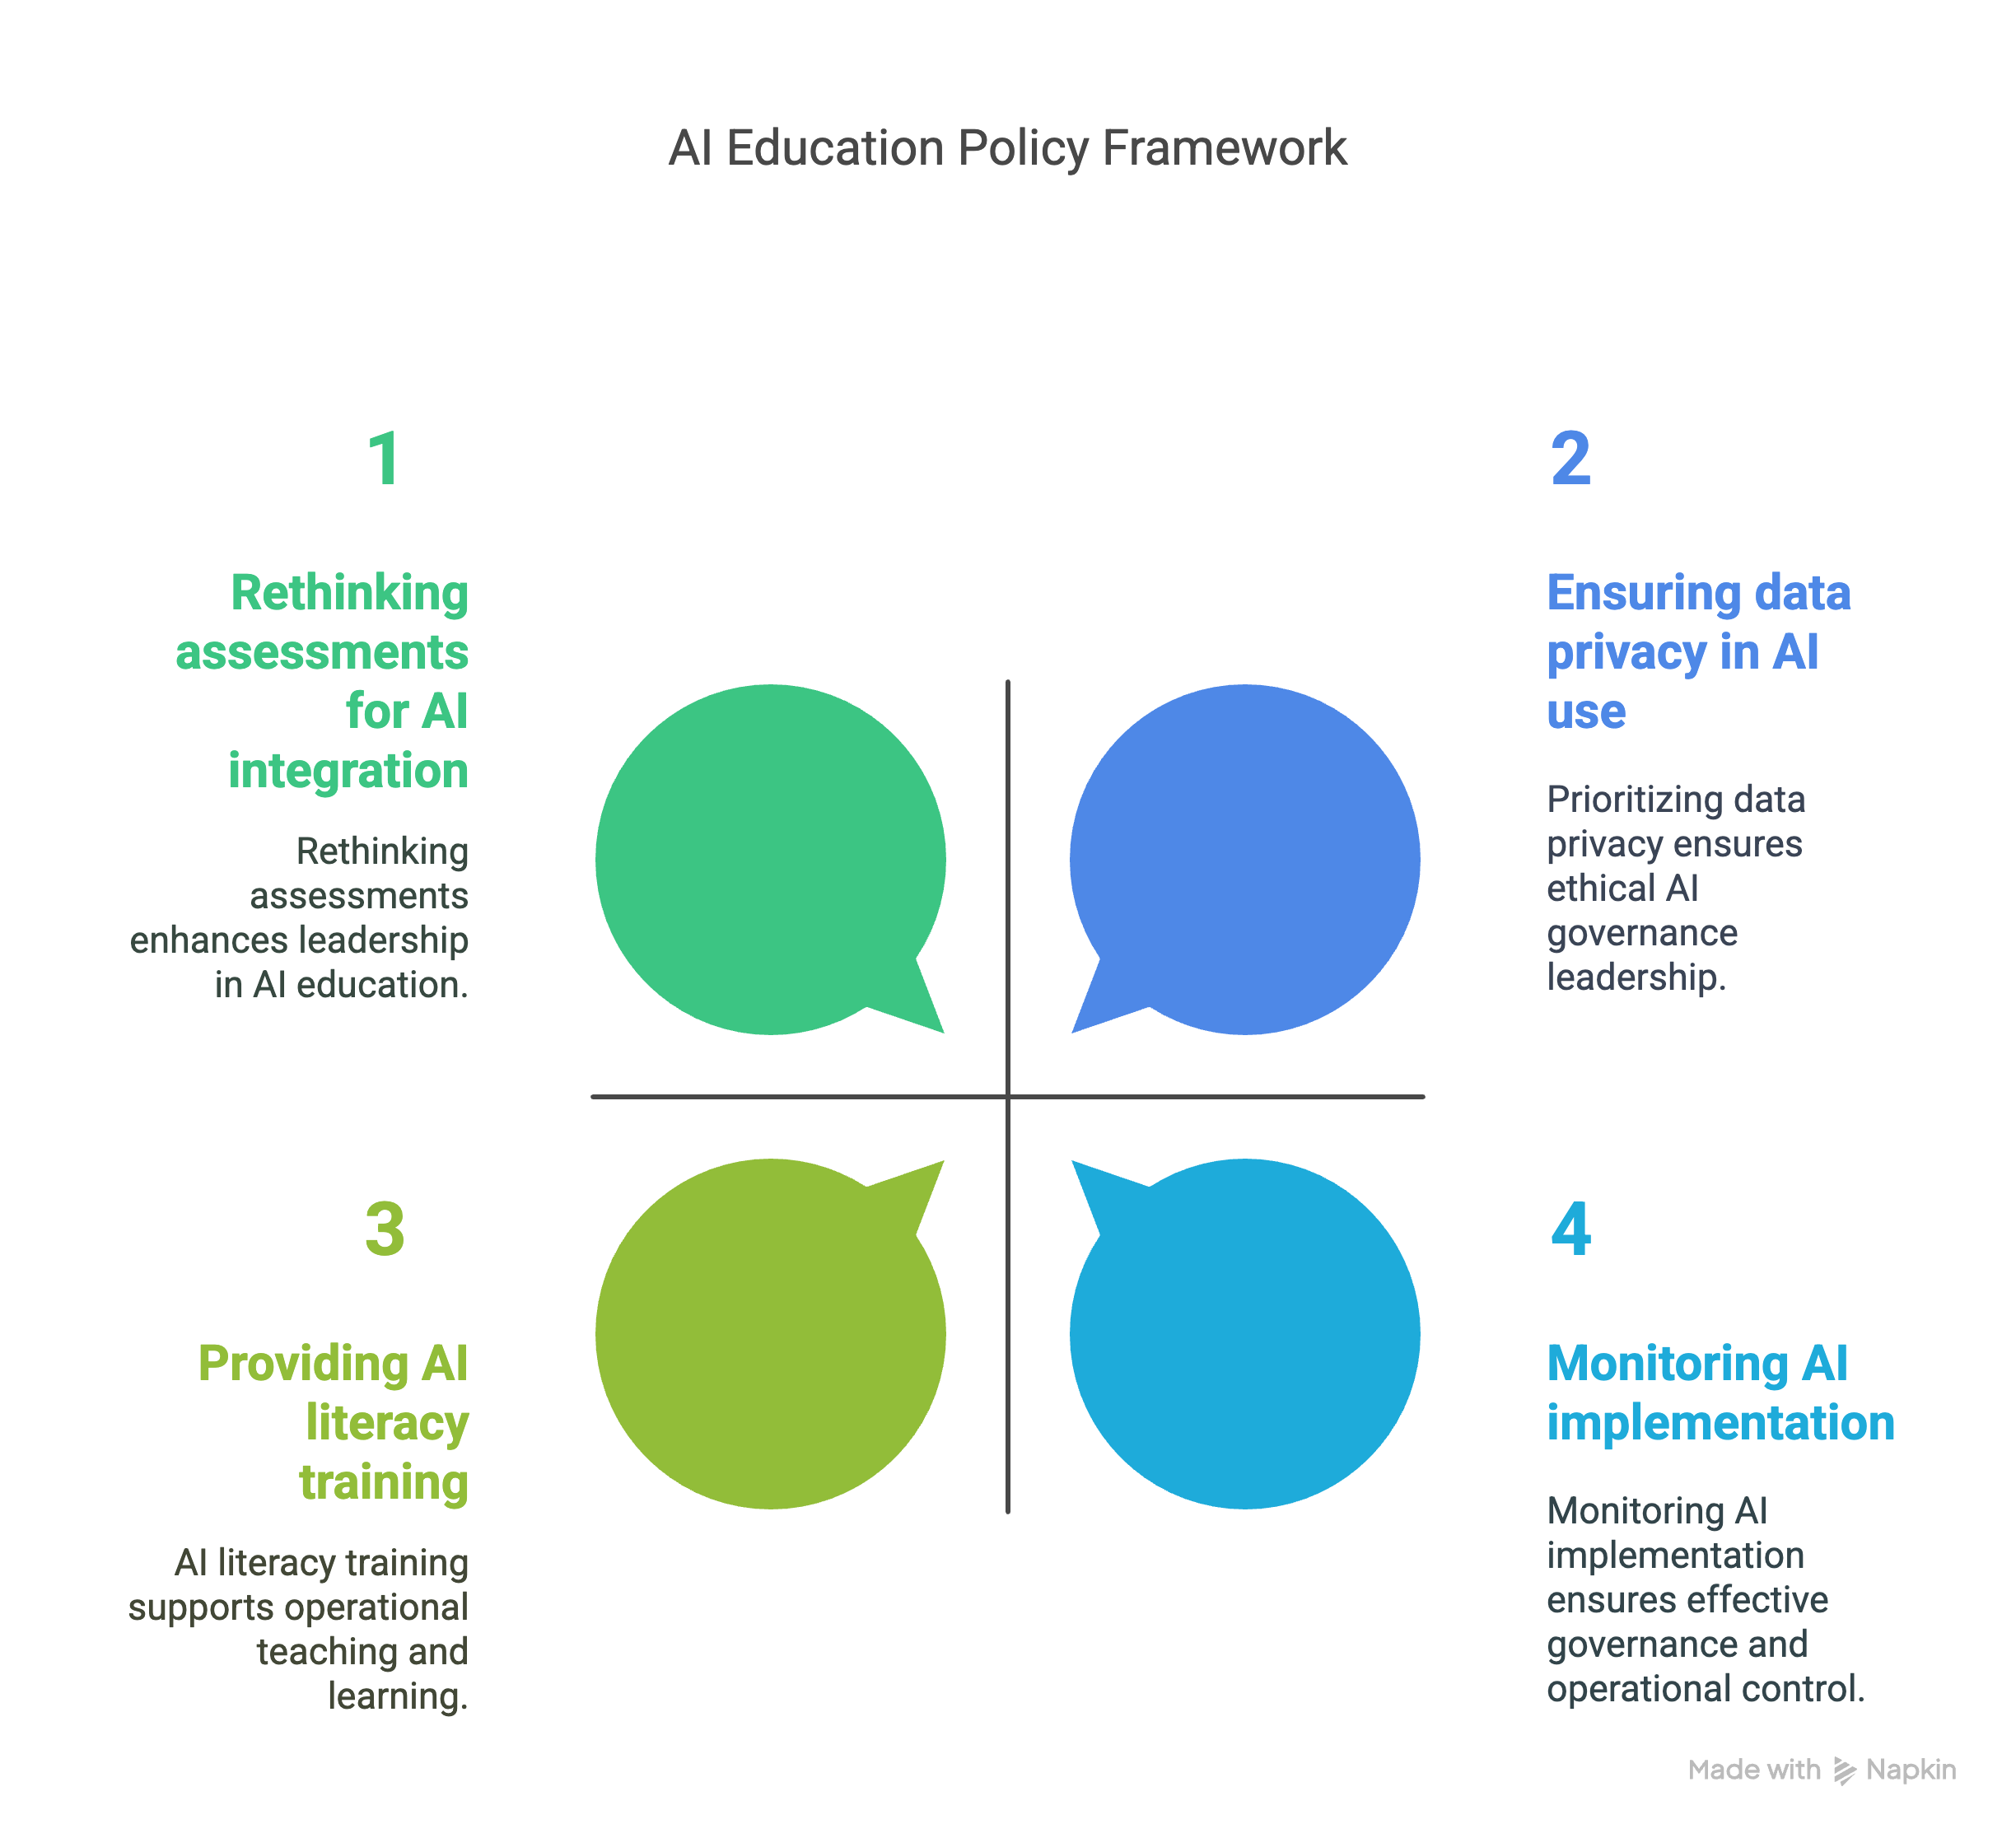 AI Education Policy Framework
1
Rethinking
assessments
for AI
integration
Rethinking
assessments
enhances leadership
in AI education.
2
Ensuring data
privacy in AI
use
Prioritizing data
privacy ensures
ethical AI
governance
leadership.
3
Providing AI
literacy
training
AI literacy training
supports operational
teaching and
learning.
4
Monitoring AI
implementation
Monitoring AI
implementation
ensures effective
governance and
operational control.
Made with Napkin